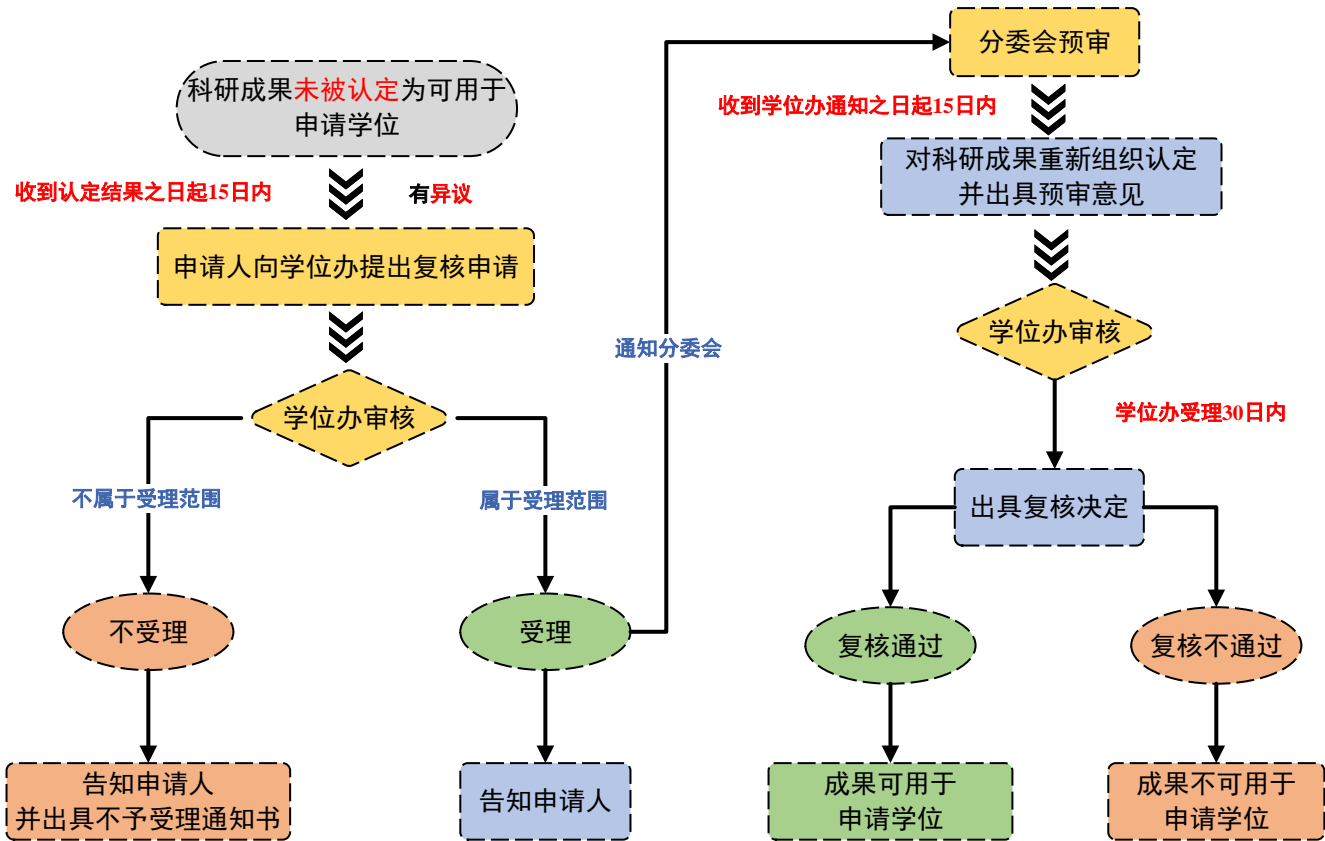 科研成果未被认定为可用于
申请学位
收到认定结果之日起15日内
有异议
申请人向学位办提出复核申请
学位办审核
不属于受理范围
属于受理范围
不受理
受理
告知申请人
并出具不予受理通知书
告知申请人
通知分委会
分委会预审
收到学位办通知之日起15日内
对科研成果重新组织认定
并出具预审意见
学位办审核
学位办受理30日内
出具复核决定
复核通过
复核不通过
成果可用于
申请学位
成果不可用于
申请学位